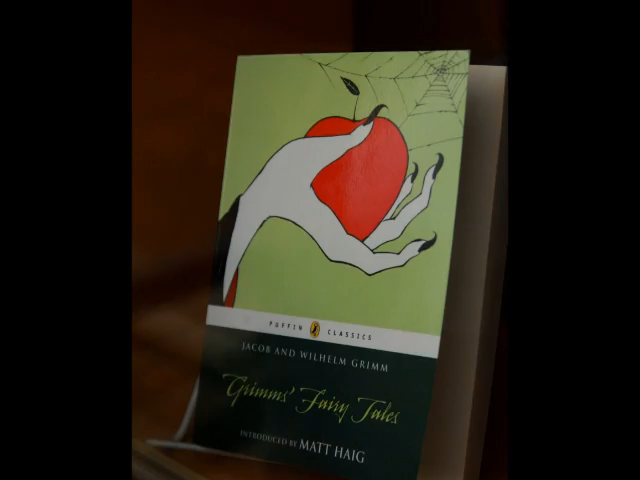 PUFFIN CLASSICS
JACOB AND WILHELM GRIMM
Grimms' Fairy Tales
INTRODUCED BY MATT HAIG